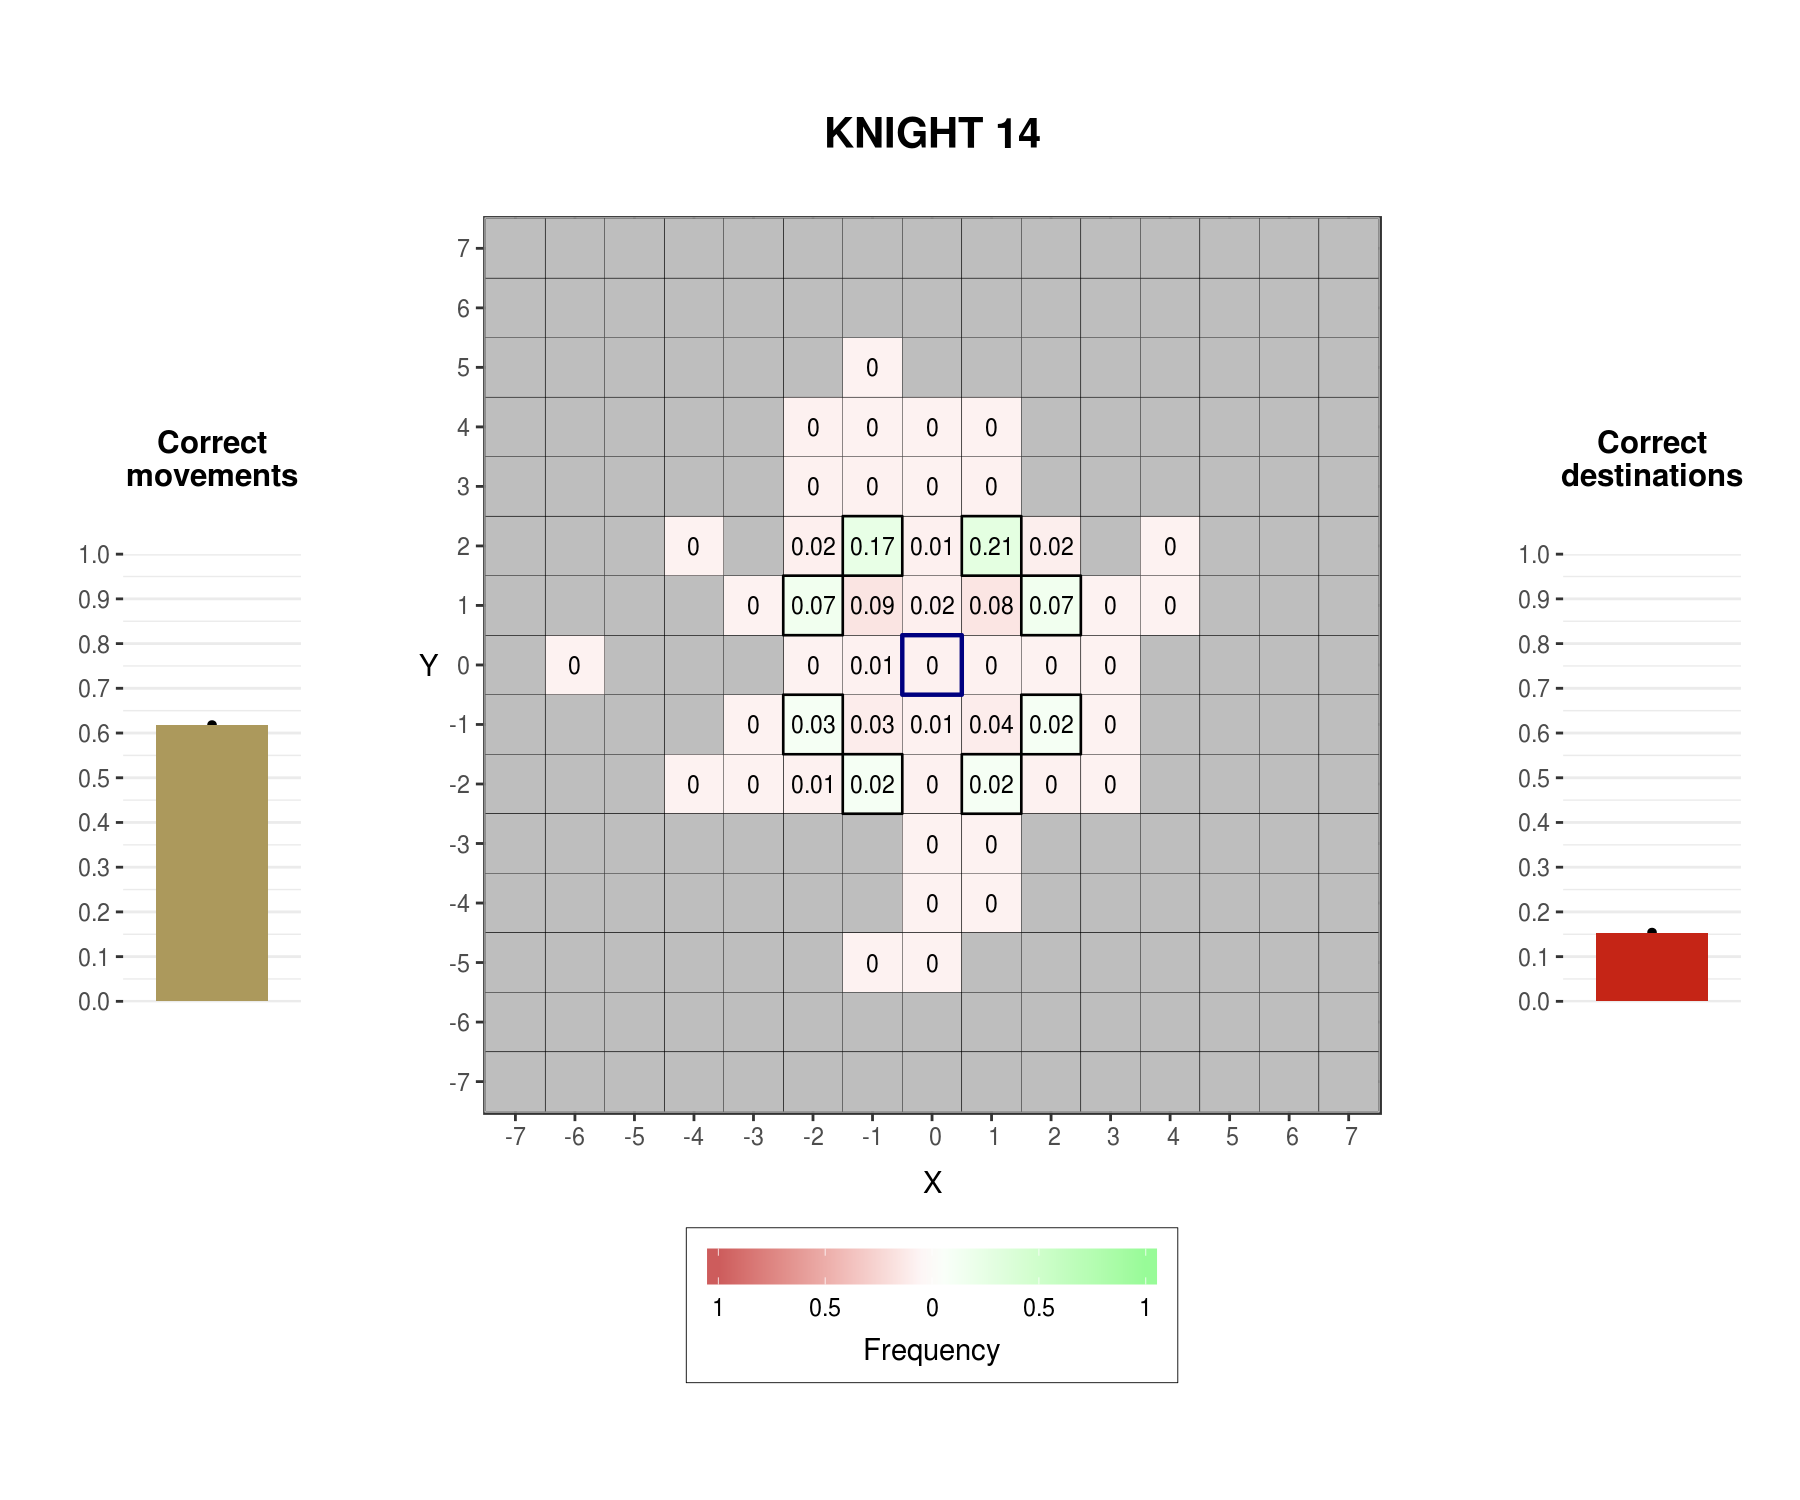 KNIGHT 14
Correct
movements
1.0
0.9
0.8
0.7
0.6
0.5
0.4
0.3
0.2
0.1
0.0
Y
7
6
5 0
4 0 0 0 0
3 0 0 0 0
2 0 0.02 0.17 0.01 0.21 0.02 0
1 0 0.07 0.09 0.02 0.08 0.07 0 0
0 0 0 0.01 0 0 0 0
-1 0 0.03 0.03 0.01 0.04 0.02 0
-2 0 0 0.01 0.02 0 0.02 0 0
-3 0 0
-4 0 0
-5 0 0
-6
-7
-7 -6 -5 -4 -3 -2 -1 0 1 2 3 4 5 6 7
X
1 0.5 0 0.5 1
Frequency
Correct
destinations
1.0
0.9
0.8
0.7
0.6
0.5
0.4
0.3
0.2
0.1
0.0